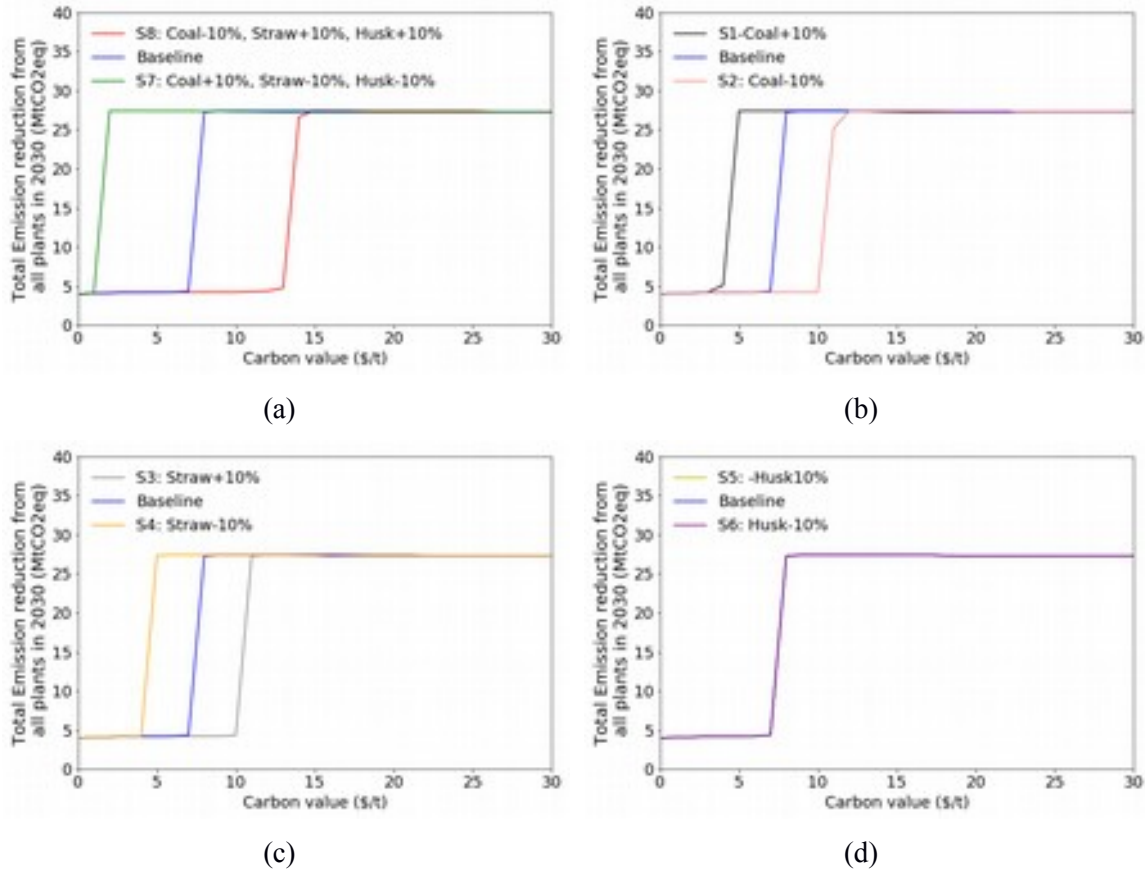 40
35
30
25
20
15
10
5
0
Total Emission reduction from
all plants in 2030 (MtCO2eq)
S8: Coal-10%, Straw+10%, Husk+10%
Baseline
S7: Coal+10%, Straw-10%, Husk-10%
0 5 10 15 20 25 30
Carbon value ($/t)
(a)
40
35
30
25
20
15
10
5
0
Total Emission reduction from
all plants in 2030 (MtCO2eq)
S1-Coal+10%
Baseline
S2: Coal-10%
0 5 10 15 20 25 30
Carbon value ($/t)
(b)
40
35
30
25
20
15
10
5
0
Total Emission reduction from
all plants in 2030 (MtCO2eq)
S3: Straw+10%
Baseline
S4: Straw-10%
0 5 10 15 20 25 30
Carbon value ($/t)
(c)
40
35
30
25
20
15
10
5
0
Total Emission reduction from
all plants in 2030 (MtCO2eq)
S5: -Husk10%
Baseline
S6: Husk-10%
0 5 10 15 20 25 30
Carbon value ($/t)
(d)